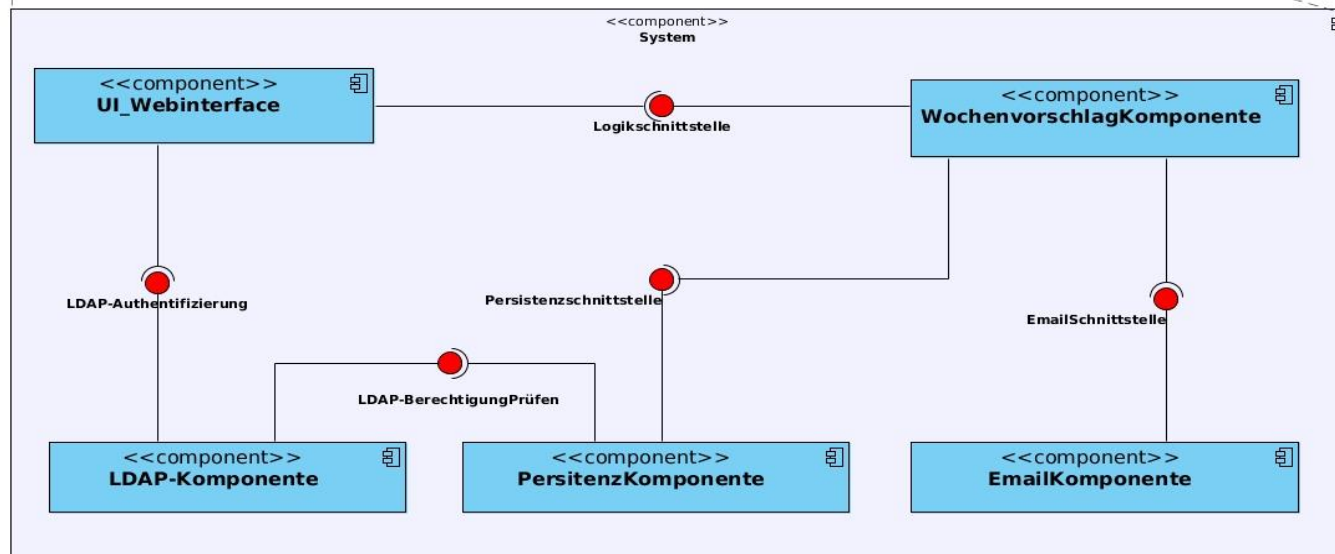 <<component>>
System
<<component>>
UI_Webinterface
<<component>>
WochenvorschlagKomponente
Logikschnittstelle
LDAP-Authentifizierung
Persistenzschnittstelle
EmailSchnittstelle
LDAP-BerechtigungPrüfen
<<component>>
LDAP-Komponente
<<component>>
PersitenzKomponente
<<component>>
EmailKomponente